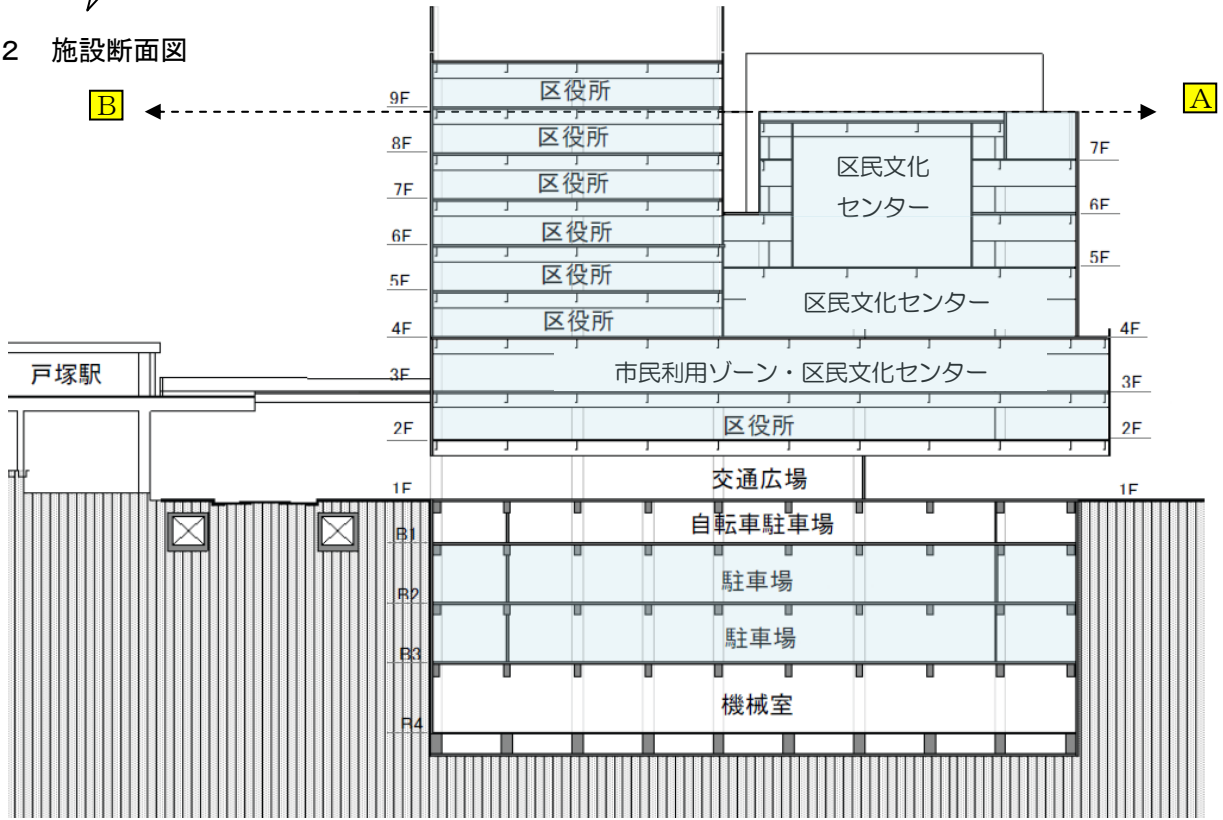 2 施設断面図
B
A
9F
区役所
8F
区役所
7F
区役所
6F
区役所
5F
区役所
4F
区役所
区民文化
センター
7F
6F
5F
区民文化センター
4F
戸塚駅
3F
市民利用ゾーン・区民文化センター
3F
2F
区役所
2F
交通広場
1F
1F
自転車駐車場
B1
駐車場
B2
駐車場
B3
機械室
B4